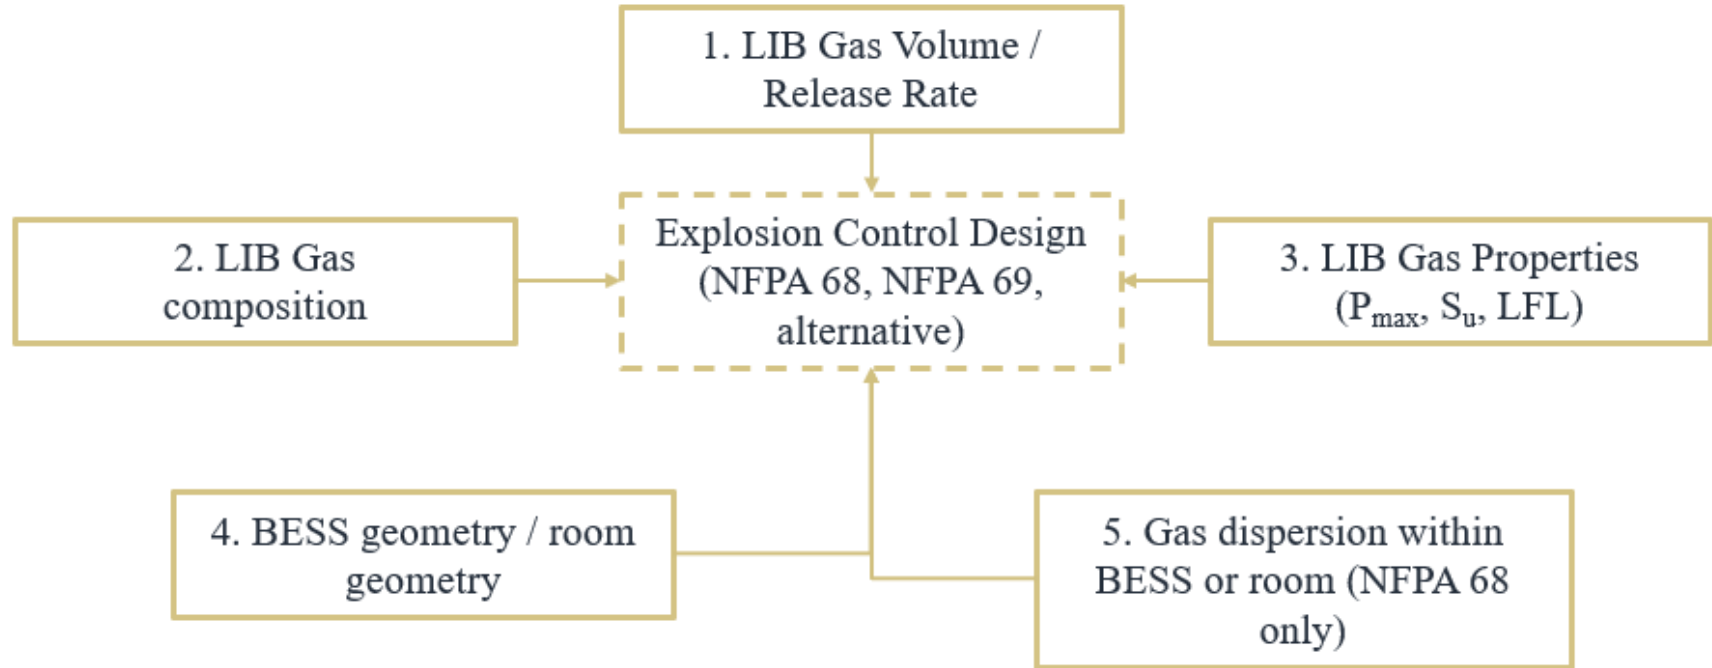 1. LIB Gas Volume /
Release Rate
2. LIB Gas
composition
Explosion Control Design
(NFPA 68, NFPA 69,
alternative)
3. LIB Gas Properties
(Pmax, Su, LFL)
4. BESS geometry / room
geometry
5. Gas dispersion within
BESS or room (NFPA 68
only)